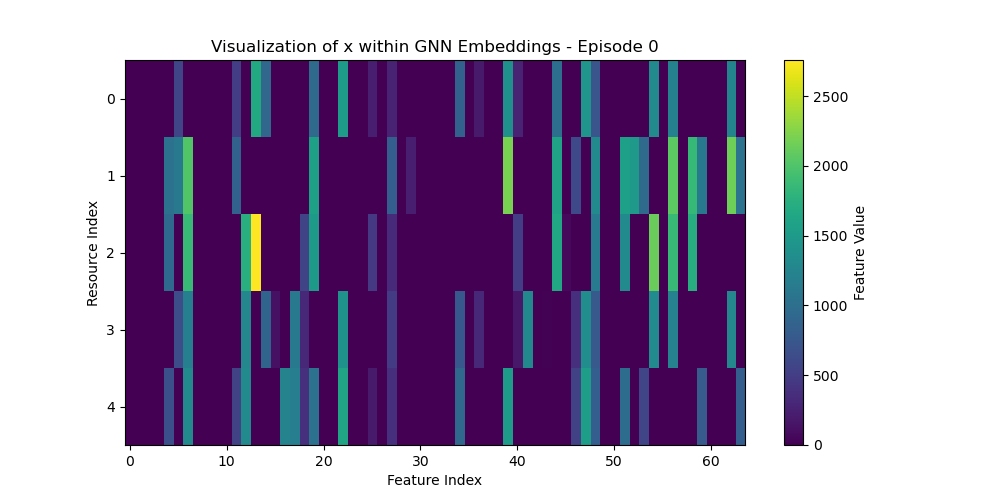 Visualization of x within GNN Embeddings - Episode 0
Resource Index
0
1
2
3
4
0 10 20 30 40 50 60
Feature Index
2500
2000
1500
1000
500
0
Feature Value